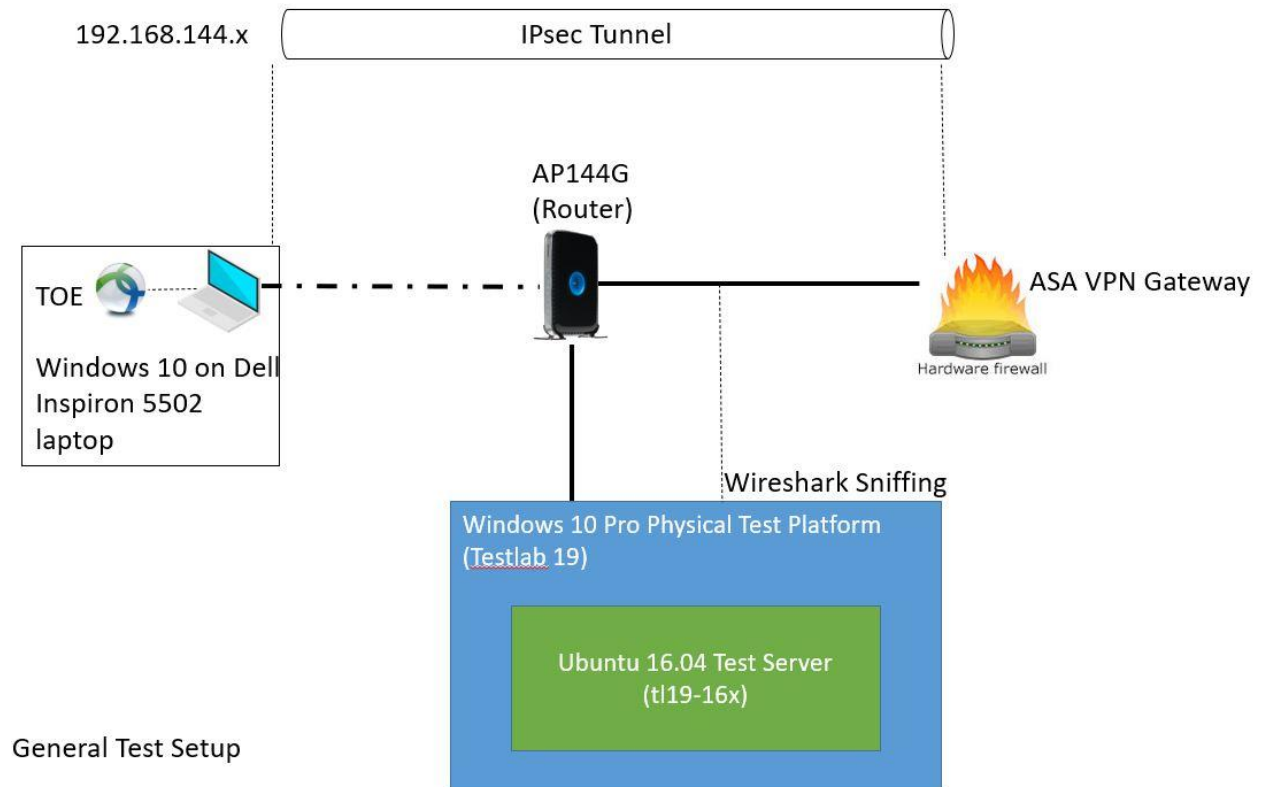 192.168.144.x
IPsec Tunnel
AP144G
(Router)
TOE
Windows 10 on Dell
Inspiron 5502
laptop
ASA VPN Gateway
Hardware firewall
Wireshark Sniffing
Windows 10 Pro Physical Test Platform
(Testlab 19)
Ubuntu 16.04 Test Server
(tl19-16x)
General Test Setup